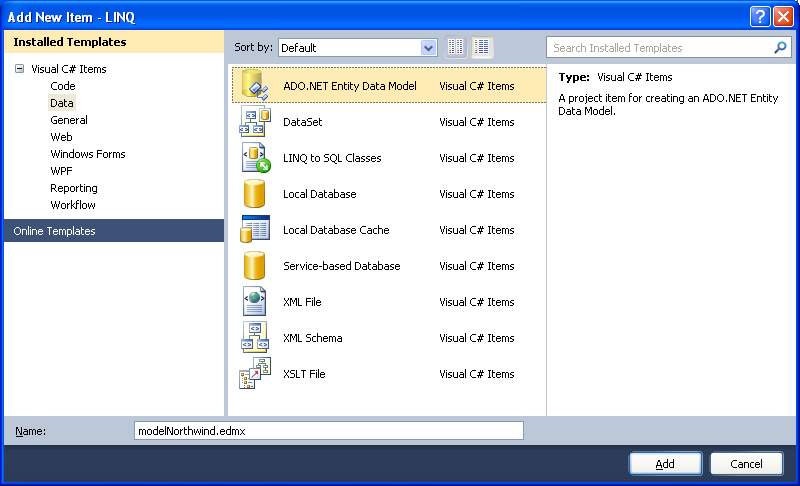 Add New Item - LINQ
Installed Templates
Sort by: Default
Search Installed Templates
Visual C# Items
Code
Data
General
Web
Windows Forms
WPF
Reporting
Workflow
Online Templates
ADO.NET Entity Data Model Visual C# Items
DataSet Visual C# Items
LINQ to SQL Classes Visual C# Items
Local Database Visual C# Items
Local Database Cache Visual C# Items
Service-based Database Visual C# Items
XML File Visual C# Items
XML Schema Visual C# Items
XSLT File Visual C# Items
Type: Visual C# Items
A project item for creating an ADO.NET Entity
Data Model.
Name: modelNorthwind.edmx
Add Cancel